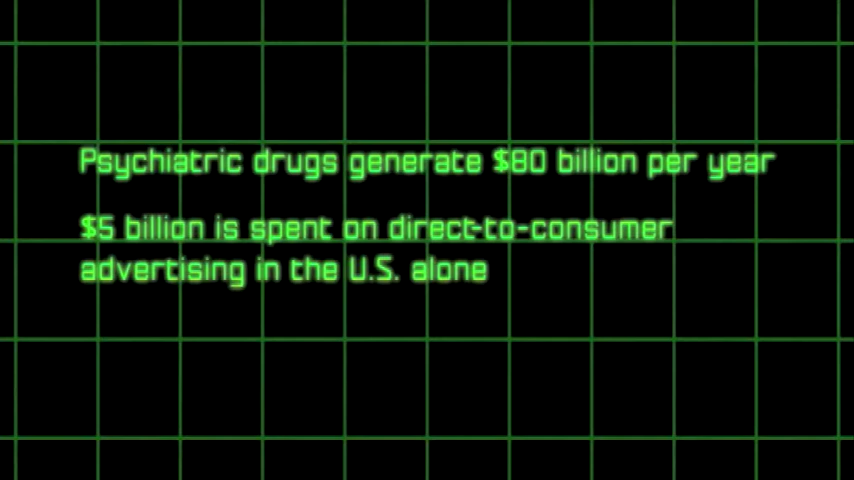 Psychiatric drugs generate $80 billion per year
$5 billion is spent on direct-to-consumer
advertising in the U.S. alone